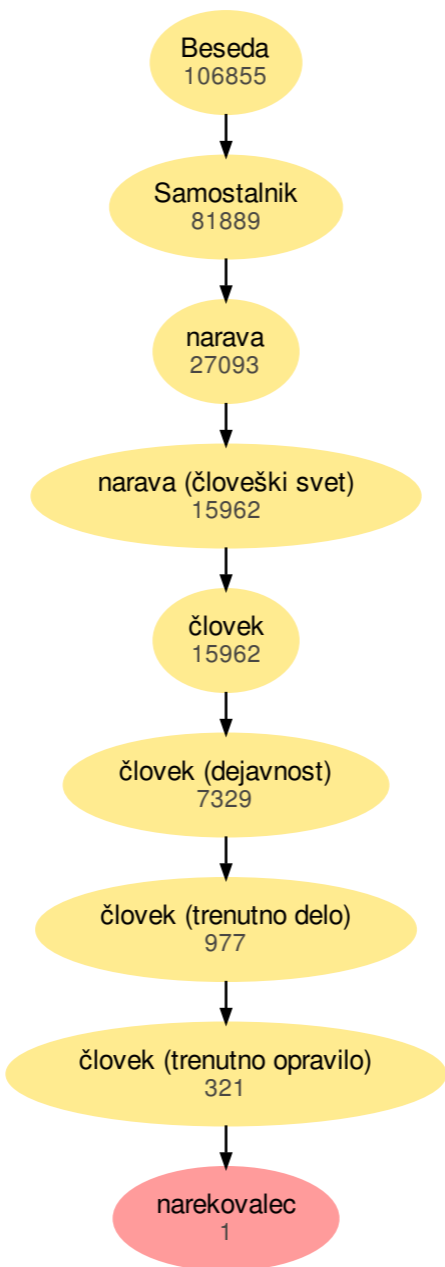 Beseda
106855
Samostalnik
81889
narava
27093
narava (človeški svet)
15962
človek
15962
človek (dejavnost)
7329
človek (trenutno delo)
977
človek (trenutno opravilo)
321
narekovalec
1